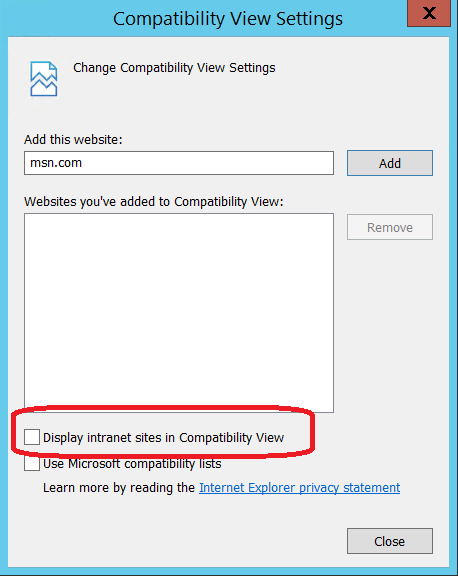 Compatibility View Settings
X
Change Compatibility View Settings
Add this website:
msn.com
Add
Websites you've added to Compatibility View:
Remove
Display intranet sites in Compatibility View
Use Microsoft compatibility lists
Learn more by reading the Internet Explorer privacy statement
Close